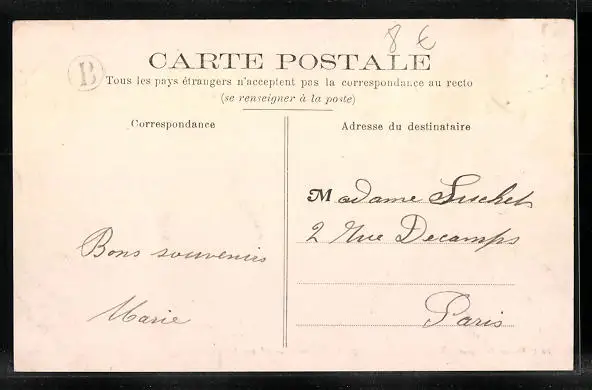 8 €
B
CARTE POSTALE
Tous les pays étrangers n'acceptent pas la correspondance au recto
(se renseigner à la poste)
Correspondance
Adresse du destinataire
Madame Suchet
2 Rue Decamps
Paris
Bons souvenirs
Marie